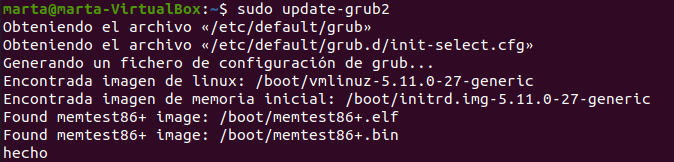 marta@marta-VirtualBox:~$ sudo update-grub2
Obteniendo el archivo «/etc/default/grub»
Obteniendo el archivo «/etc/default/grub.d/init-select.cfg»
Generando un fichero de configuración de grub...
Encontrada imagen de linux: /boot/vmlinuz-5.11.0-27-generic
Encontrada imagen de memoria inicial: /boot/initrd.img-5.11.0-27-generic
Found memtest86+ image: /boot/memtest86+.elf
Found memtest86+ image: /boot/memtest86+.bin
hecho